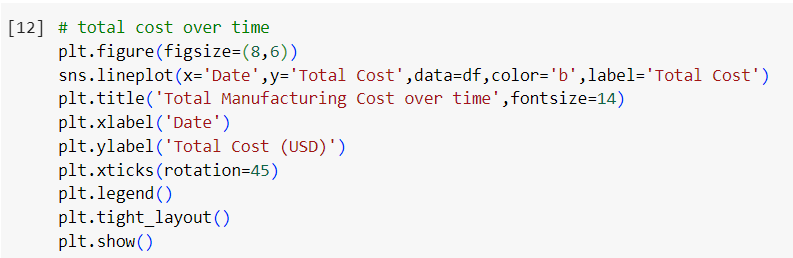 [12] # total cost over time
plt.figure(figsize=(8,6))
sns.lineplot(x='Date',y='Total Cost',data=df,color='b',label='Total Cost')
plt.title('Total Manufacturing Cost over time',fontsize=14)
plt.xlabel('Date')
plt.ylabel('Total Cost (USD)')
plt.xticks(rotation=45)
plt.legend()
plt.tight_layout()
plt.show()